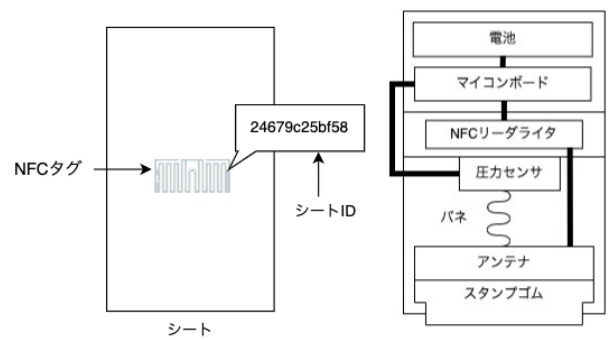 24679c25bf58
NFCタグ
シートID
シート
電池
マイコンボード
NFCリーダライタ
圧力センサ
バネ
アンテナ
スタンプゴム